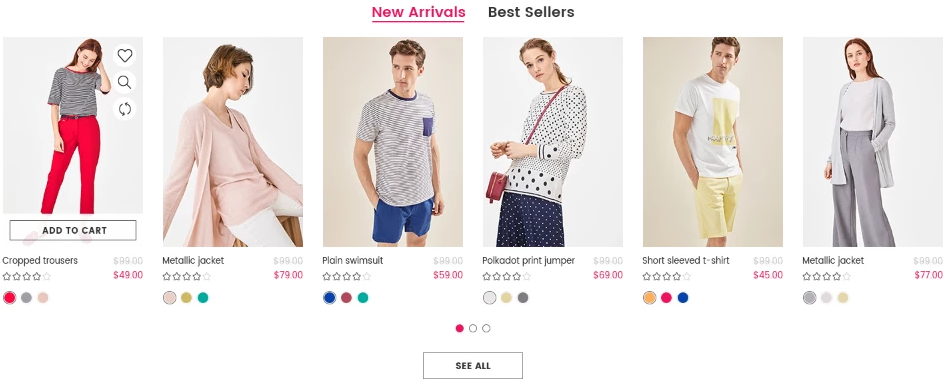 New Arrivals Best Sellers
ADD TO CART
Cropped trousers $99.00
$49.00
Metallic jacket $99.00
$79.00
Plain swimsuit $99.00
$59.00
Polkadot print jumper $99.00
$69.00
Short sleeved t-shirt $99.00
$45.00
Metallic jacket $99.00
$77.00
SEE ALL